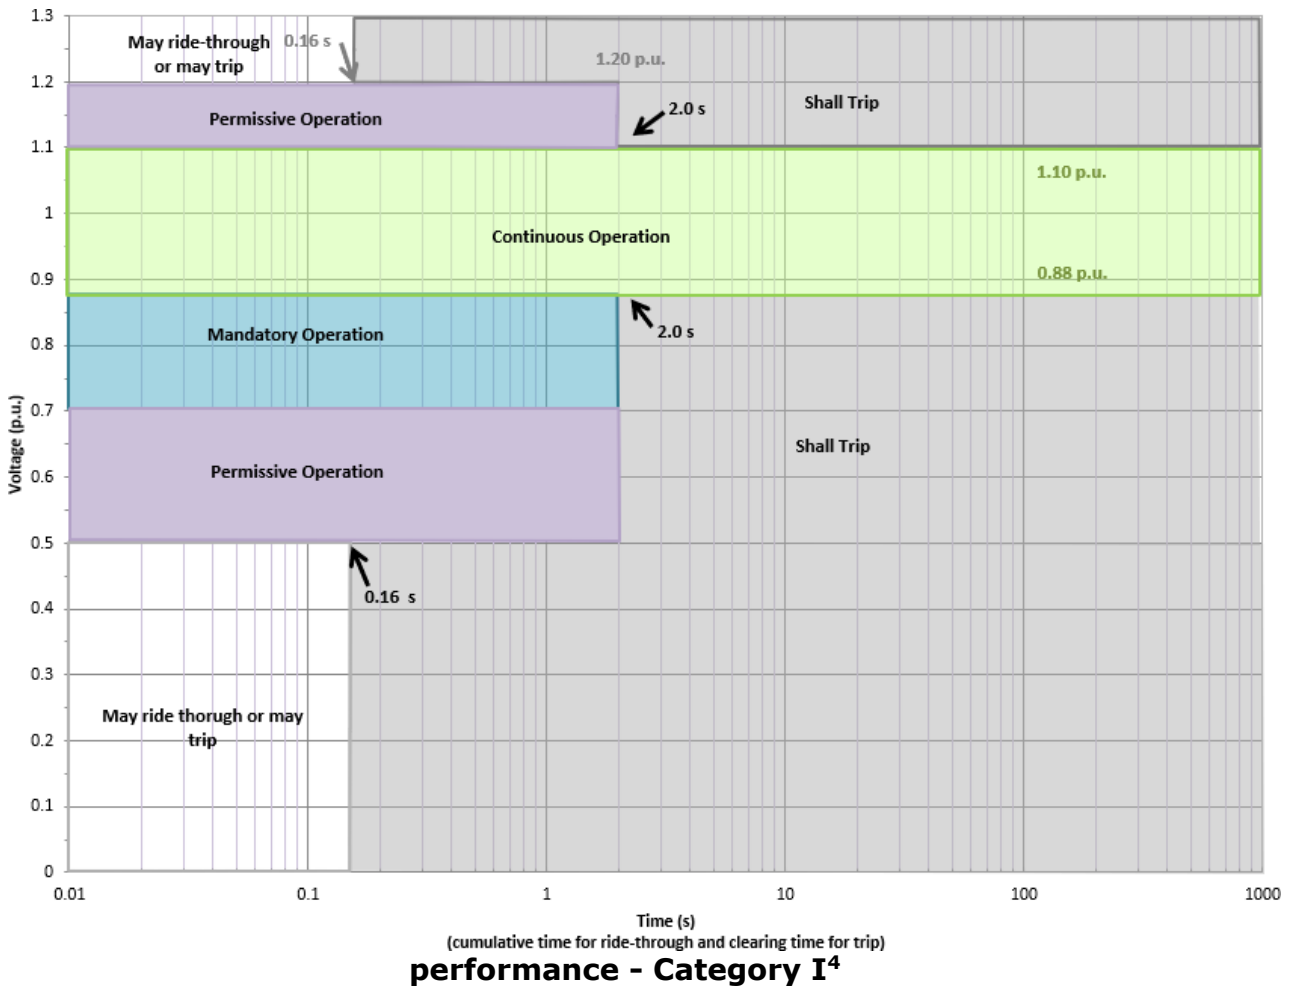 1.3
May ride-through
or may trip
0.16 s
1.20 p.u.
1.2
Permissive Operation
2.0 s
Shall Trip
1.1
1.10 p.u.
1
Continuous Operation
0.9
0.88 p.u.
Mandatory Operation
2.0 s
0.8
0.7
Voltage (p.u.)
Shall Trip
Permissive Operation
0.6
0.5
0.16 s
0.4
0.3
May ride thorugh or may
trip
0.2
0.1
0
0.01
0.1
1
10
100
1000
Time (s)
(cumulative time for ride-through and clearing time for trip)
performance - Category I⁴